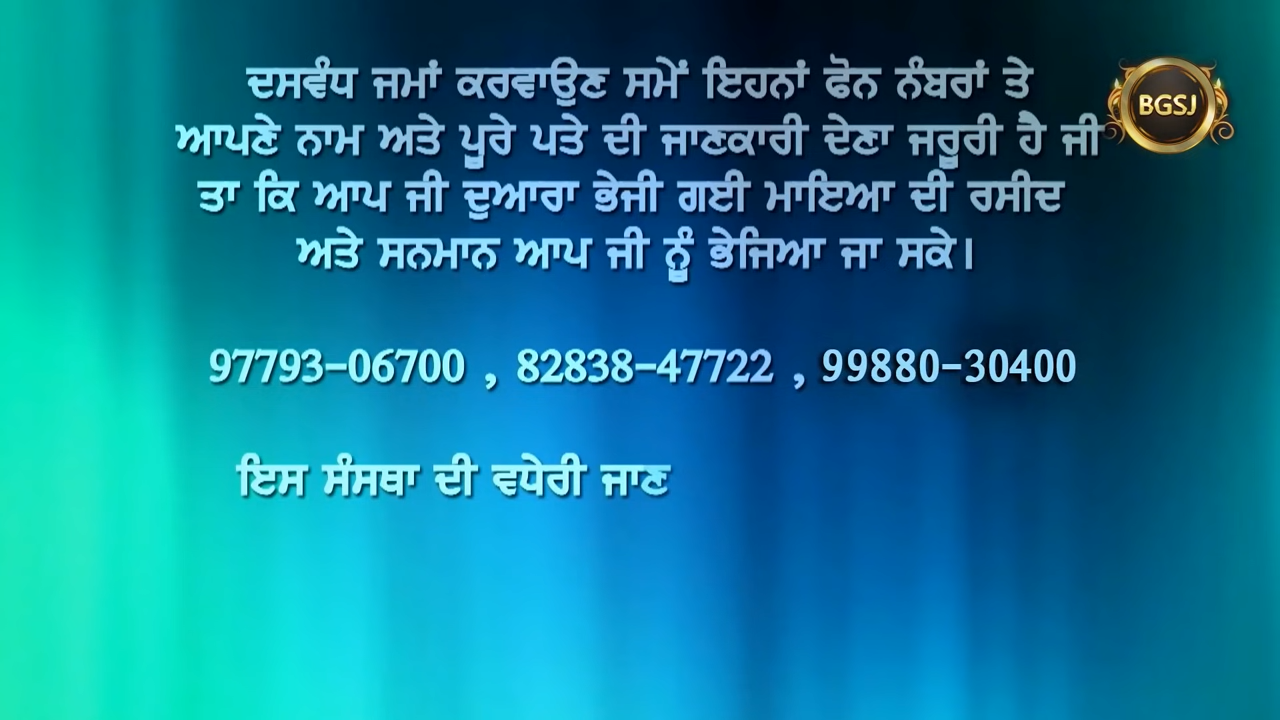 ਦਸਵੰਧ ਜਮਾਂ ਕਰਵਾਉਣ ਸਮੇਂ ਇਹਨਾਂ ਫੋਨ ਨੰਬਰਾਂ ਤੇ
ਆਪਣੇ ਨਾਮ ਅਤੇ ਪੂਰੇ ਪਤੇ ਦੀ ਜਾਣਕਾਰੀ ਦੇਣਾ ਜਰੂਰੀ ਹੈ ਜੀ
ਤਾ ਕਿ ਆਪ ਜੀ ਦੁਆਰਾ ਭੇਜੀ ਗਈ ਮਾਇਆ ਦੀ ਰਸੀਦ
ਅਤੇ ਸਨਮਾਨ ਆਪ ਜੀ ਨੂੰ ਭੇਜਿਆ ਜਾ ਸਕੇ।
97793-06700 , 82838-47722 , 99880-30400
ਇਸ ਸੰਸਥਾ ਦੀ ਵਧੇਰੀ ਜਾਣ
BGSJ